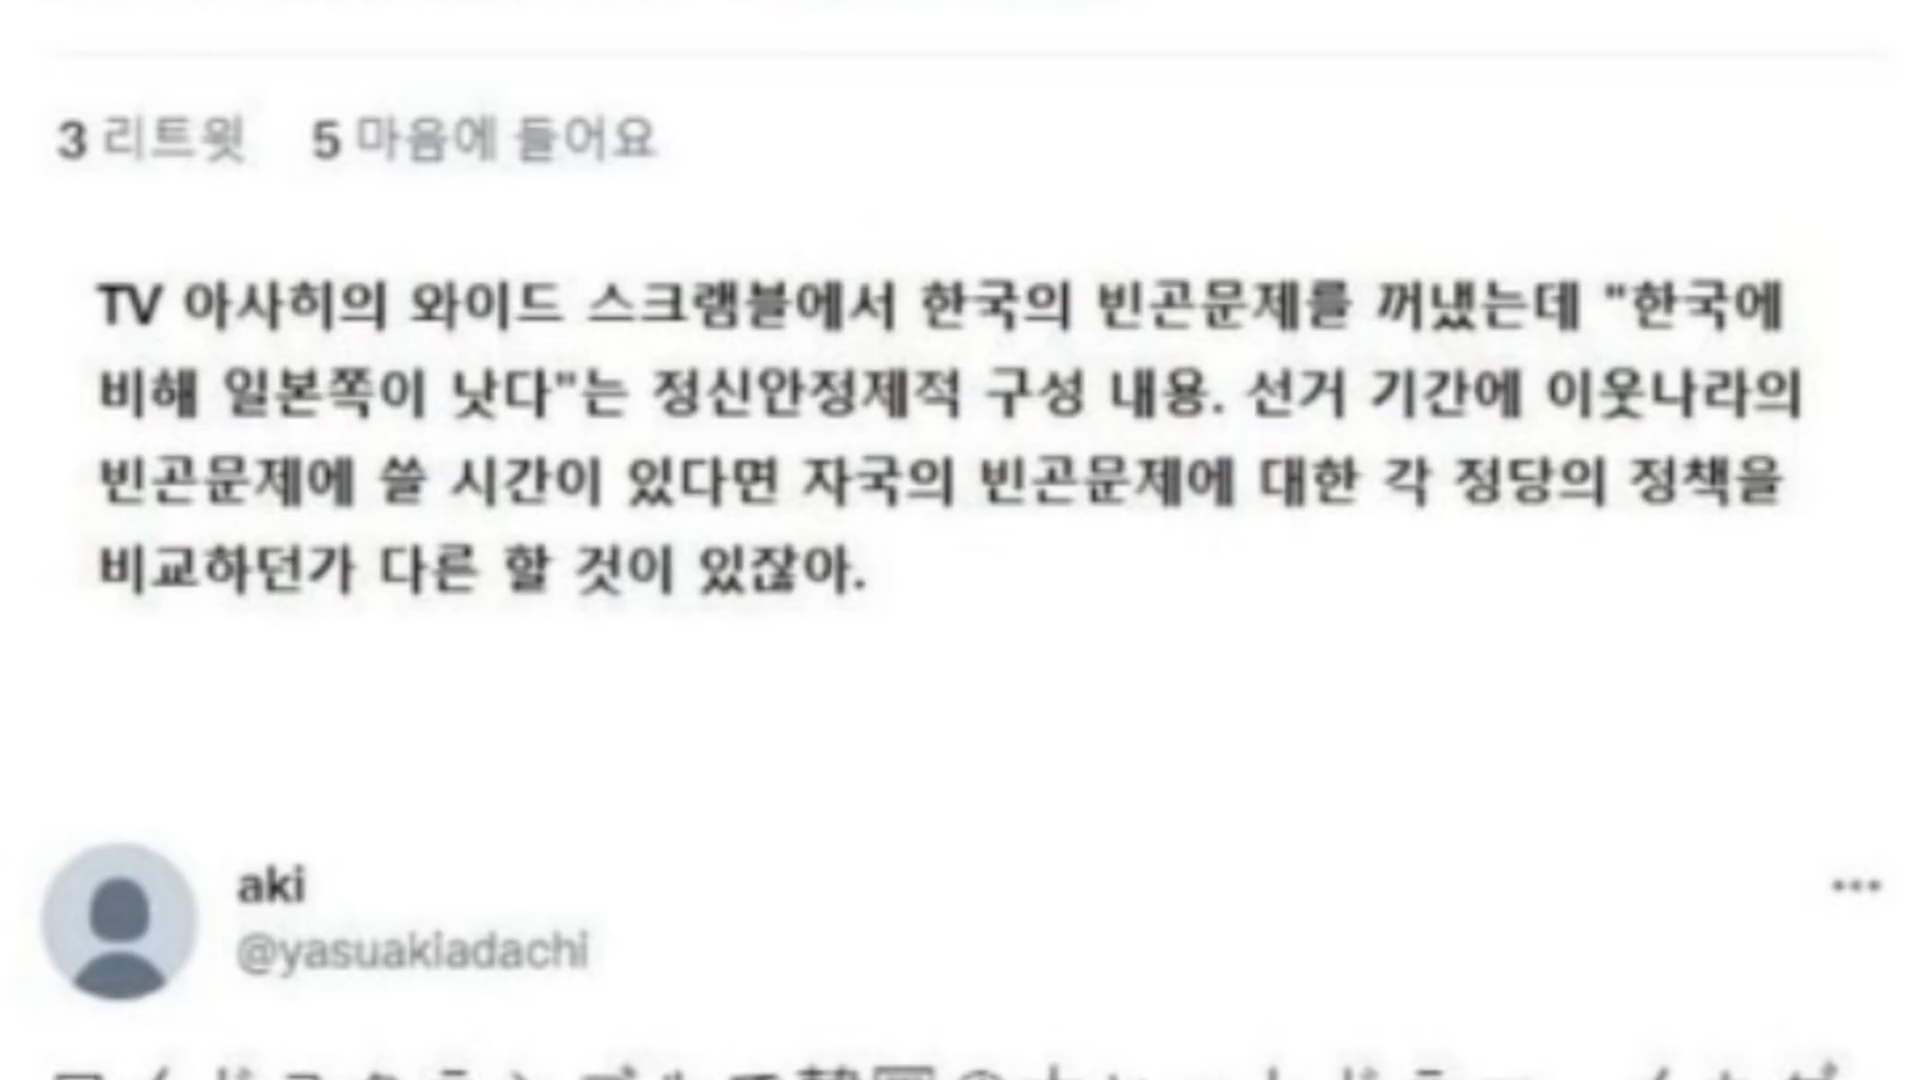 3 리트윗 5 마음에 들어요
TV 아사히의 와이드 스크램블에서 한국의 빈곤문제를 꺼냈는데 "한국에
비해 일본쪽이 낫다"는 정신안정제적 구성 내용. 선거 기간에 이웃나라의
빈곤문제에 쓸 시간이 있다면 자국의 빈곤문제에 대한 각 정당의 정책을
비교하던가 다른 할 것이 있잖아.
aki
@yasuakiadachi